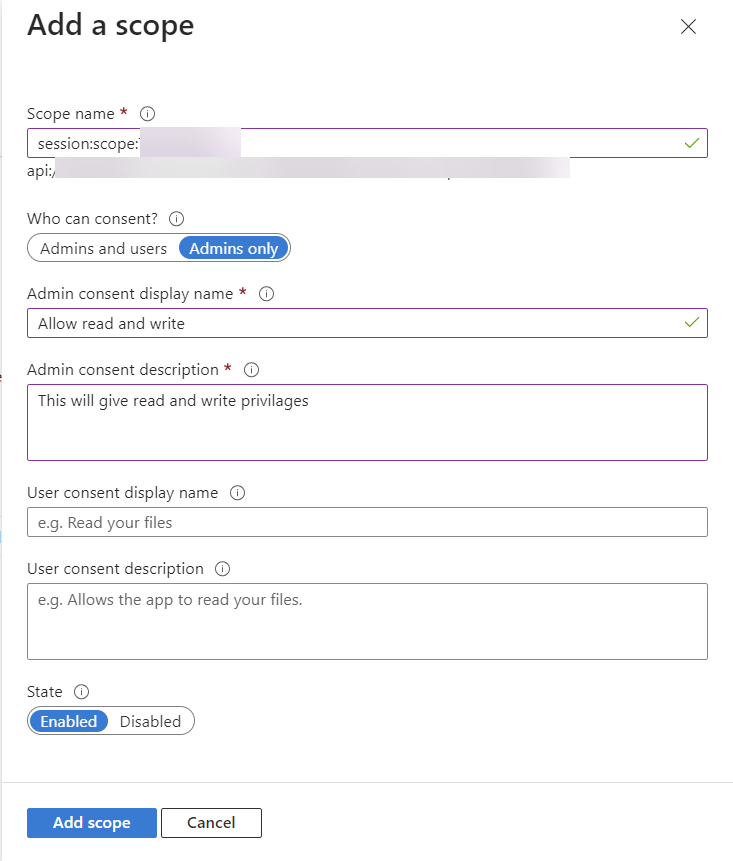 Add a scope
Scope name *
session:scope:
api:/
Who can consent?
Admins and users Admins only
Admin consent display name *
Allow read and write
Admin consent description *
This will give read and write privilages
User consent display name
e.g. Read your files
User consent description
e.g. Allows the app to read your files.
State
Enabled Disabled
Add scope Cancel